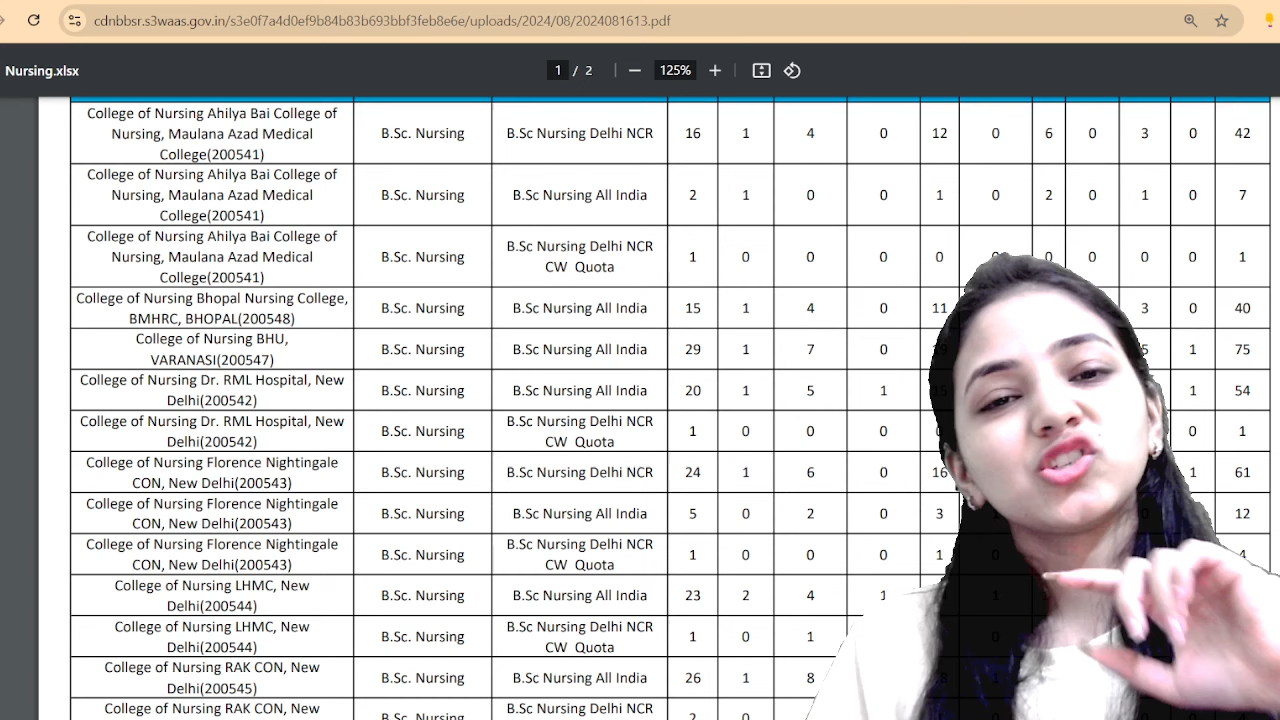 cdnbbsr.s3waas.gov.in/s3e0f7a4d0ef9b84b83b693bbf3feb8e6e/uploads/2024/08/2024081613.pdf
Nursing.xlsx
1 / 2
125%
College of Nursing Ahilya Bai College of
Nursing, Maulana Azad Medical
College(200541)
B.Sc. Nursing
B.Sc Nursing Delhi NCR
16 1 4 0 12 0 6 0 3 0 42
College of Nursing Ahilya Bai College of
Nursing, Maulana Azad Medical
College(200541)
B.Sc. Nursing
B.Sc Nursing All India
2 1 0 0 1 0 2 0 1 0 7
College of Nursing Ahilya Bai College of
Nursing, Maulana Azad Medical
College(200541)
B.Sc. Nursing
B.Sc Nursing Delhi NCR
CW Quota
1 0 0 0 0 0 0 0 0 0 1
College of Nursing Bhopal Nursing College,
BMHRC, BHOPAL(200548)
B.Sc. Nursing
B.Sc Nursing All India
15 1 4 0 11 3 0 40
College of Nursing BHU,
VARANASI(200547)
B.Sc. Nursing
B.Sc Nursing All India
29 1 7 0 19 5 1 75
College of Nursing Dr. RML Hospital, New
Delhi(200542)
B.Sc. Nursing
B.Sc Nursing All India
20 1 5 1 15 1 54
College of Nursing Dr. RML Hospital, New
Delhi(200542)
B.Sc. Nursing
B.Sc Nursing Delhi NCR
CW Quota
1 0 0 0 0 1
College of Nursing Florence Nightingale
CON, New Delhi(200543)
B.Sc. Nursing
B.Sc Nursing Delhi NCR
24 1 6 0 16 1 61
College of Nursing Florence Nightingale
CON, New Delhi(200543)
B.Sc. Nursing
B.Sc Nursing All India
5 0 2 0 3 0 12
College of Nursing Florence Nightingale
CON, New Delhi(200543)
B.Sc. Nursing
B.Sc Nursing Delhi NCR
CW Quota
1 0 0 0 1 0
College of Nursing LHMC, New
Delhi(200544)
B.Sc. Nursing
B.Sc Nursing All India
23 2 4 1 1
College of Nursing LHMC, New
Delhi(200544)
B.Sc. Nursing
B.Sc Nursing Delhi NCR
CW Quota
1 0 1 0
College of Nursing RAK CON, New
Delhi(200545)
B.Sc. Nursing
B.Sc Nursing All India
26 1 8
College of Nursing RAK CON, New
B.Sc. Nursing
B.Sc Nursing Delhi NCR
2 0